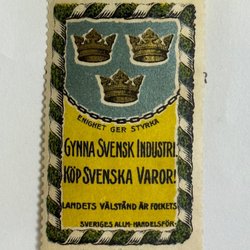 ENIGHET GER STYRKA
GYNNA SVENSK INDUSTRI
KÖP SVENSKA VAROR!
LANDETS VÄLSTÅND ÄR FOLKETS
SVERIGES ALLM. HANDELSFÖR.